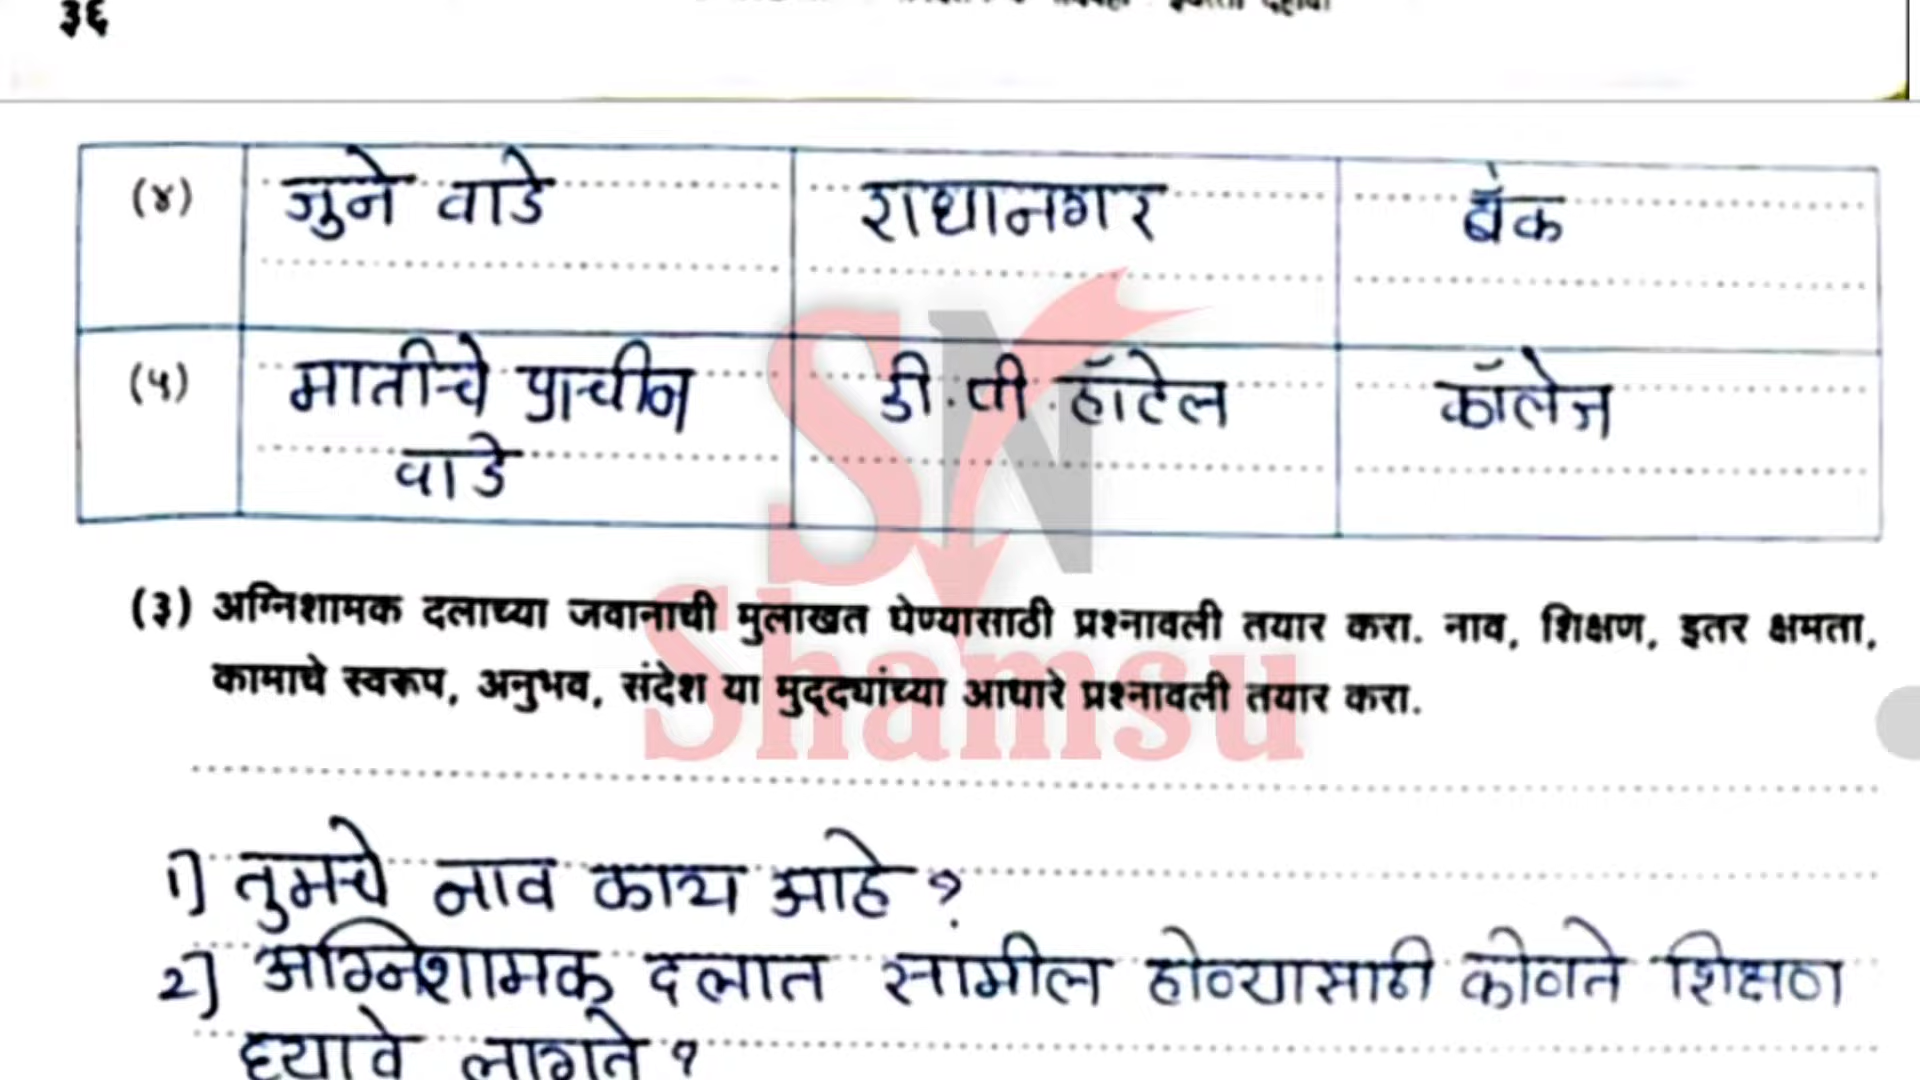 ३६
(४) जुने वाडे राधानगर बँक
(५) मातीचे प्राचीन डी.पी. हॉटेल कॉलेज
वाडे
SN
Shamsu
(३) अग्निशामक दलाच्या जवानाची मुलाखत घेण्यासाठी प्रश्नावली तयार करा. नाव, शिक्षण, इतर क्षमता,
कामाचे स्वरूप, अनुभव, संदेश या मुद्द्यांच्या आधारे प्रश्नावली तयार करा.
1) तुमचे नाव काय आहे?
2) अग्निशामक दलात सामील होण्यासाठी कोणते शिक्षण
घ्यावे लागते?